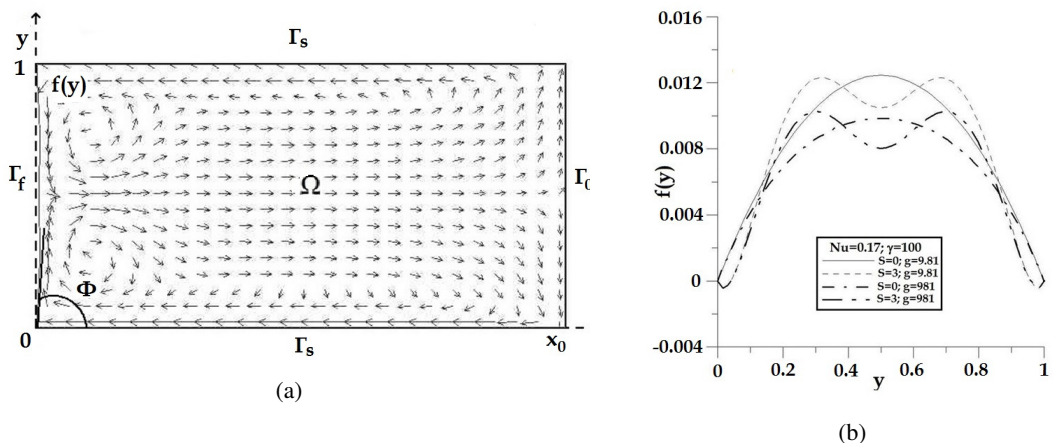 y
Γs
1
f(y)
Γf
Ω
Γ0
Φ
0
Γs
x0
(a)
0.016
0.012
0.008
f(y)
0.004
0
-0.004
Nu=0.17; γ=100
S=0; g=9.81
S=3; g=9.81
S=0; g=981
S=3; g=981
0
0.2
0.4
0.6
0.8
1
y
(b)